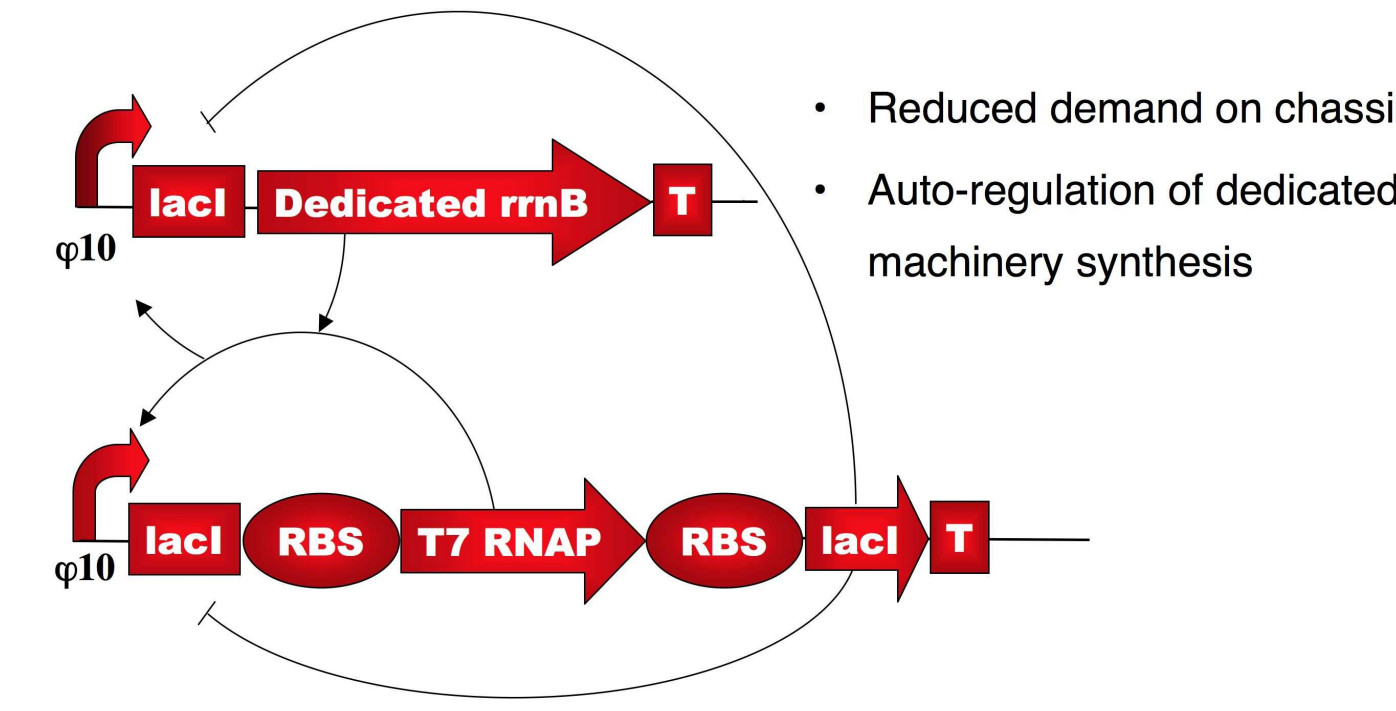 • Reduced demand on chassi
• Auto-regulation of dedicated
machinery synthesis
lacI Dedicated rrnB T
φ10
lacI RBS T7 RNAP RBS lacI T
φ10